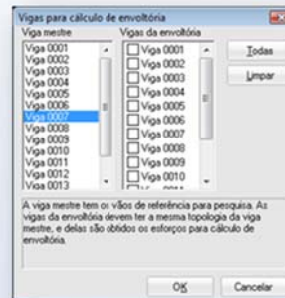 Vigas para cálculo de envoltória
Viga mestre
Vigas da envoltória
Viga 0001
Viga 0002
Viga 0003
Viga 0004
Viga 0005
Viga 0006
Viga 0007
Viga 0008
Viga 0009
Viga 0010
Viga 0011
Viga 0012
Viga 0013
Viga 0001
Viga 0002
Viga 0003
Viga 0004
Viga 0005
Viga 0006
Viga 0007
Viga 0008
Viga 0009
Viga 0010
Todas
Limpar
A viga mestre tem os vãos de referência para pesquisa. As
vigas da envoltória devem ter a mesma topologia da viga
mestre, e delas são obtidos os esforços para cálculo de
envoltória.
OK
Cancelar